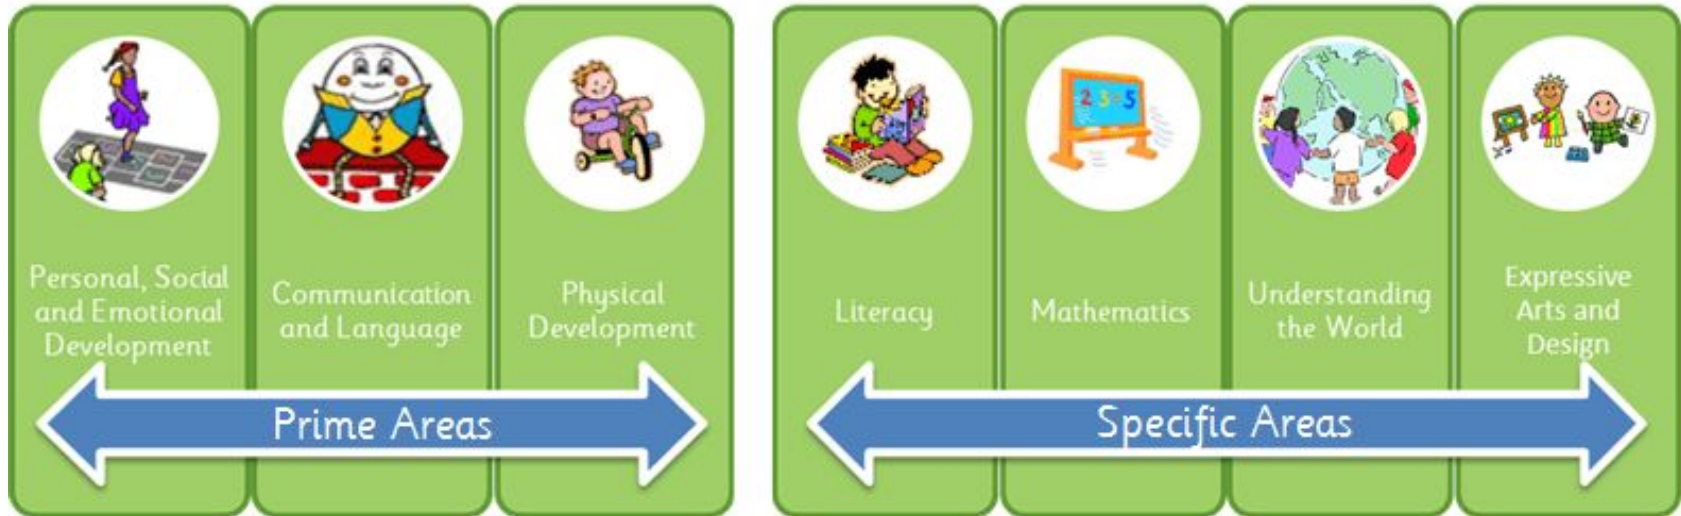 Personal, Social
and Emotional
Development
Communication
and Language
Physical
Development
Prime Areas
Literacy
Mathematics
Understanding
the World
Expressive
Arts and
Design
Specific Areas